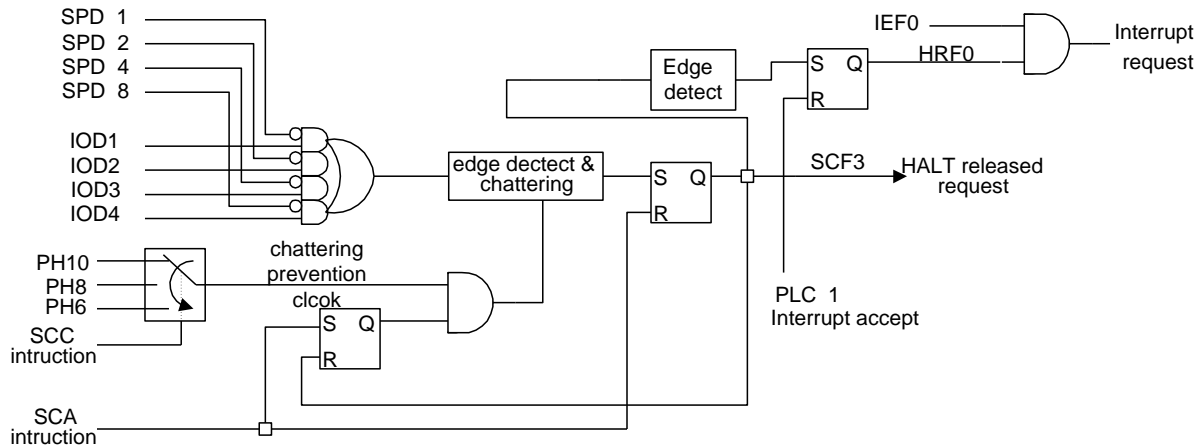 SPD 1
SPD 2
SPD 4
SPD 8
IOD1
IOD2
IOD3
IOD4
PH10
PH8
PH6
SCC
intruction
SCA
intruction
chattering
prevention
clcok
S Q
R
edge dectect &
chattering
S Q
R
Edge
detect
S Q
R
IEF0
HRF0
Interrupt
request
SCF3
HALT released
request
PLC 1
Interrupt accept